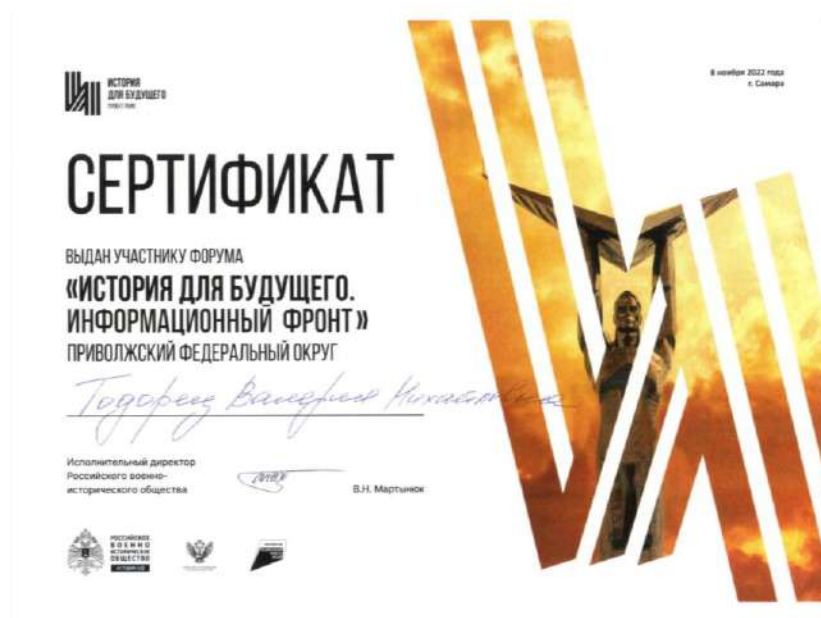 ИСТОРИЯ
ДЛЯ БУДУЩЕГО
8 ноября 2022 года
г. Самара
СЕРТИФИКАТ
ВЫДАН УЧАСТНИКУ ФОРУМА
«ИСТОРИЯ ДЛЯ БУДУЩЕГО.
ИНФОРМАЦИОННЫЙ ФРОНТ»
ПРИВОЛЖСКИЙ ФЕДЕРАЛЬНЫЙ ОКРУГ
Тодорец Валерия Михайловна
Исполнительный директор
Российского военно-
исторического общества
В.Н. Мартынюк
РОССИЙСКОЕ
ВОЕННО
ИСТОРИЧЕСКОЕ
ОБЩЕСТВО